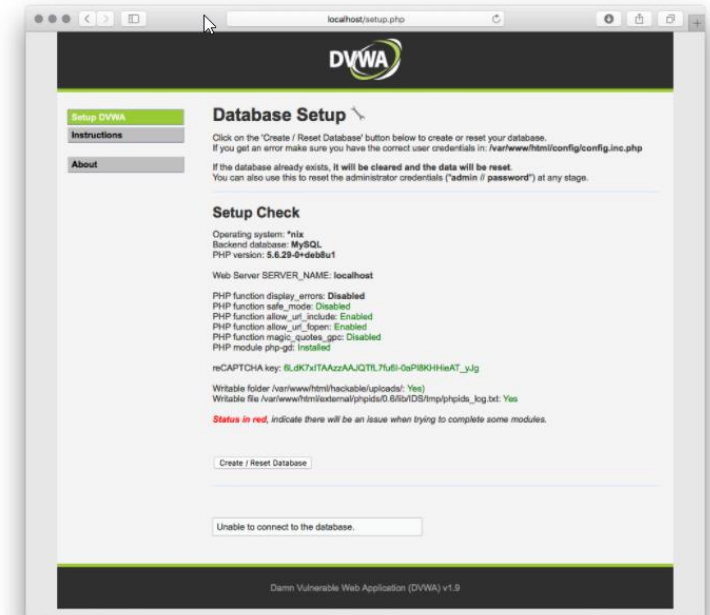 localhost/setup.php
DVWA
Setup DVWA
Instructions
About
Database Setup
Click on the 'Create / Reset Database' button below to create or reset your database.
If you get an error make sure you have the correct user credentials in: /var/www/html/config/config.inc.php
If the database already exists, it will be cleared and the data will be reset.
You can also use this to reset the administrator credentials ("admin // password") at any stage.
Setup Check
Operating system: *nix
Backend database: MySQL
PHP version: 5.6.29-0+deb8u1
Web Server SERVER_NAME: localhost
PHP function display_errors: Disabled
PHP function safe_mode: Disabled
PHP function allow_url_include: Enabled
PHP function allow_url_fopen: Enabled
PHP function magic_quotes_gpc: Disabled
PHP module php-gd: Installed
reCAPTCHA key:
Writable folder /var/www/html/hackable/uploads/: Yes)
Writable file /var/www/html/external/phpids/0.6/lib/IDS/tmp/phpids_log.txt: Yes
Status in red, indicate there will be an issue when trying to complete some modules.
Create / Reset Database
Unable to connect to the database.
Damn Vulnerable Web Application (DVWA) v1.9